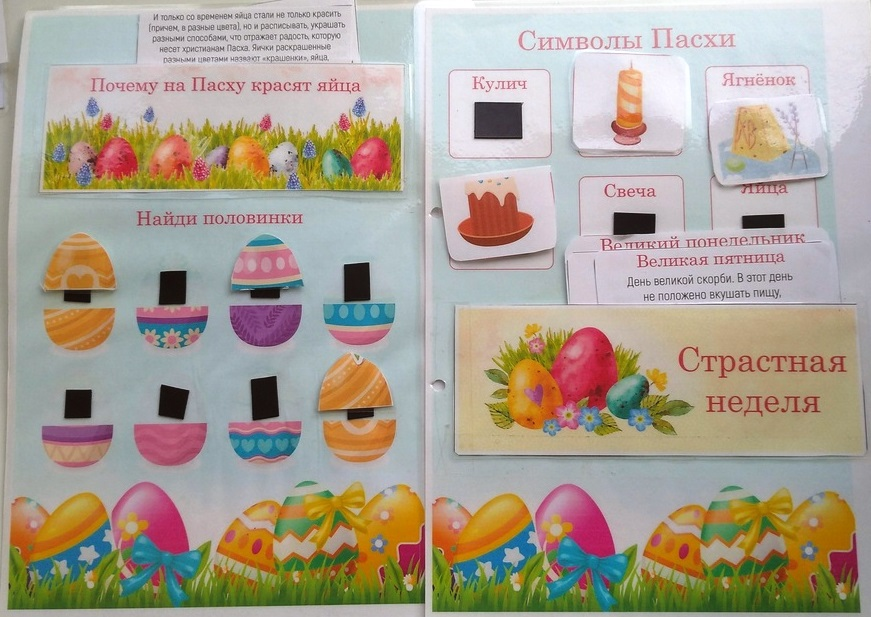 И только со временем яйца стали не только красить
(причем, в разные цвета), но и расписывать, украшать
разными способами, что отражает радость, которую
несет христианам Пасха. Яички раскрашенные
разными цветами назвают «крашенки», яйца,
Почему на Пасху красят яйца
Найди половинки
Символы Пасхи
Кулич
Ягнёнок
Свеча
Яйца
Великий понедельник
Великая пятница
День великой скорби. В этот день
не положено вкушать пищу,
Страстная
неделя